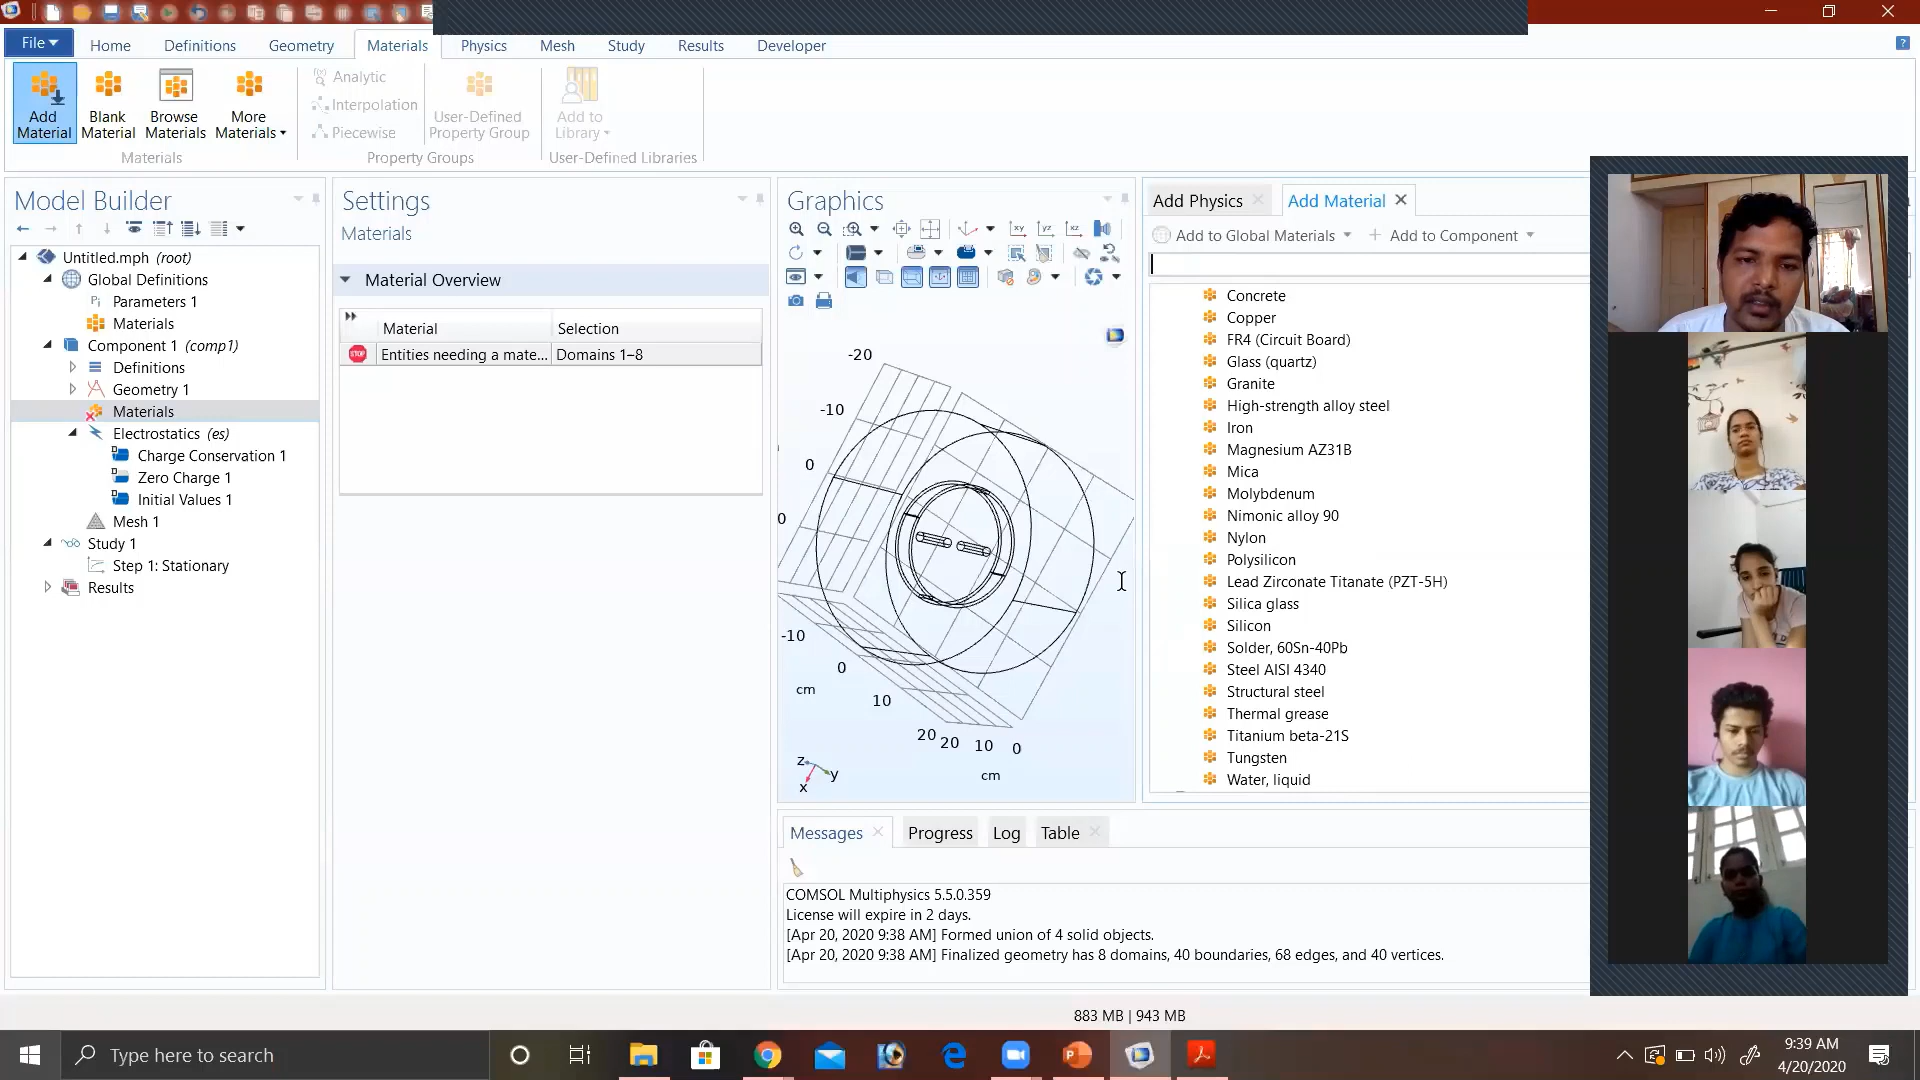 File
Home
Definitions
Geometry
Materials
Physics
Mesh
Study
Results
Developer
Add Material
Blank Material
Browse Materials
More Materials
Materials
Analytic
Interpolation
Piecewise
User-Defined Property Group
Property Groups
Add to Library
User-Defined Libraries
Model Builder
Untitled.mph (root)
Global Definitions
Pi Parameters 1
Materials
Component 1 (comp1)
Definitions
Geometry 1
Materials
Electrostatics (es)
Charge Conservation 1
Zero Charge 1
Initial Values 1
Mesh 1
Study 1
Step 1: Stationary
Results
Settings
Materials
Material Overview
Material Selection
STOP Entities needing a mate... Domains 1–8
Graphics
xy yz xz
-20
-10
0
0
-10
0
cm
10
20 20 10 0
cm
z y
x
Add Physics
Add Material
Add to Global Materials
+ Add to Component
Concrete
Copper
FR4 (Circuit Board)
Glass (quartz)
Granite
High-strength alloy steel
Iron
Magnesium AZ31B
Mica
Molybdenum
Nimonic alloy 90
Nylon
Polysilicon
Lead Zirconate Titanate (PZT-5H)
Silica glass
Silicon
Solder, 60Sn-40Pb
Steel AISI 4340
Structural steel
Thermal grease
Titanium beta-21S
Tungsten
Water, liquid
Messages
Progress
Log
Table
COMSOL Multiphysics 5.5.0.359
License will expire in 2 days.
[Apr 20, 2020 9:38 AM] Formed union of 4 solid objects.
[Apr 20, 2020 9:38 AM] Finalized geometry has 8 domains, 40 boundaries, 68 edges, and 40 vertices.
883 MB | 943 MB
Type here to search
9:39 AM
4/20/2020